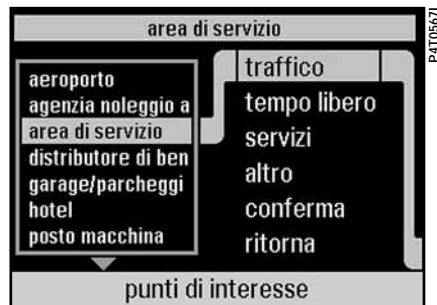 area di servizio
aeroporto
agenzia noleggio a
area di servizio
distributore di ben
garage/parcheggi
hotel
posto macchina
traffico
tempo libero
servizi
altro
conferma
ritorna
punti di interesse
P4T0567I